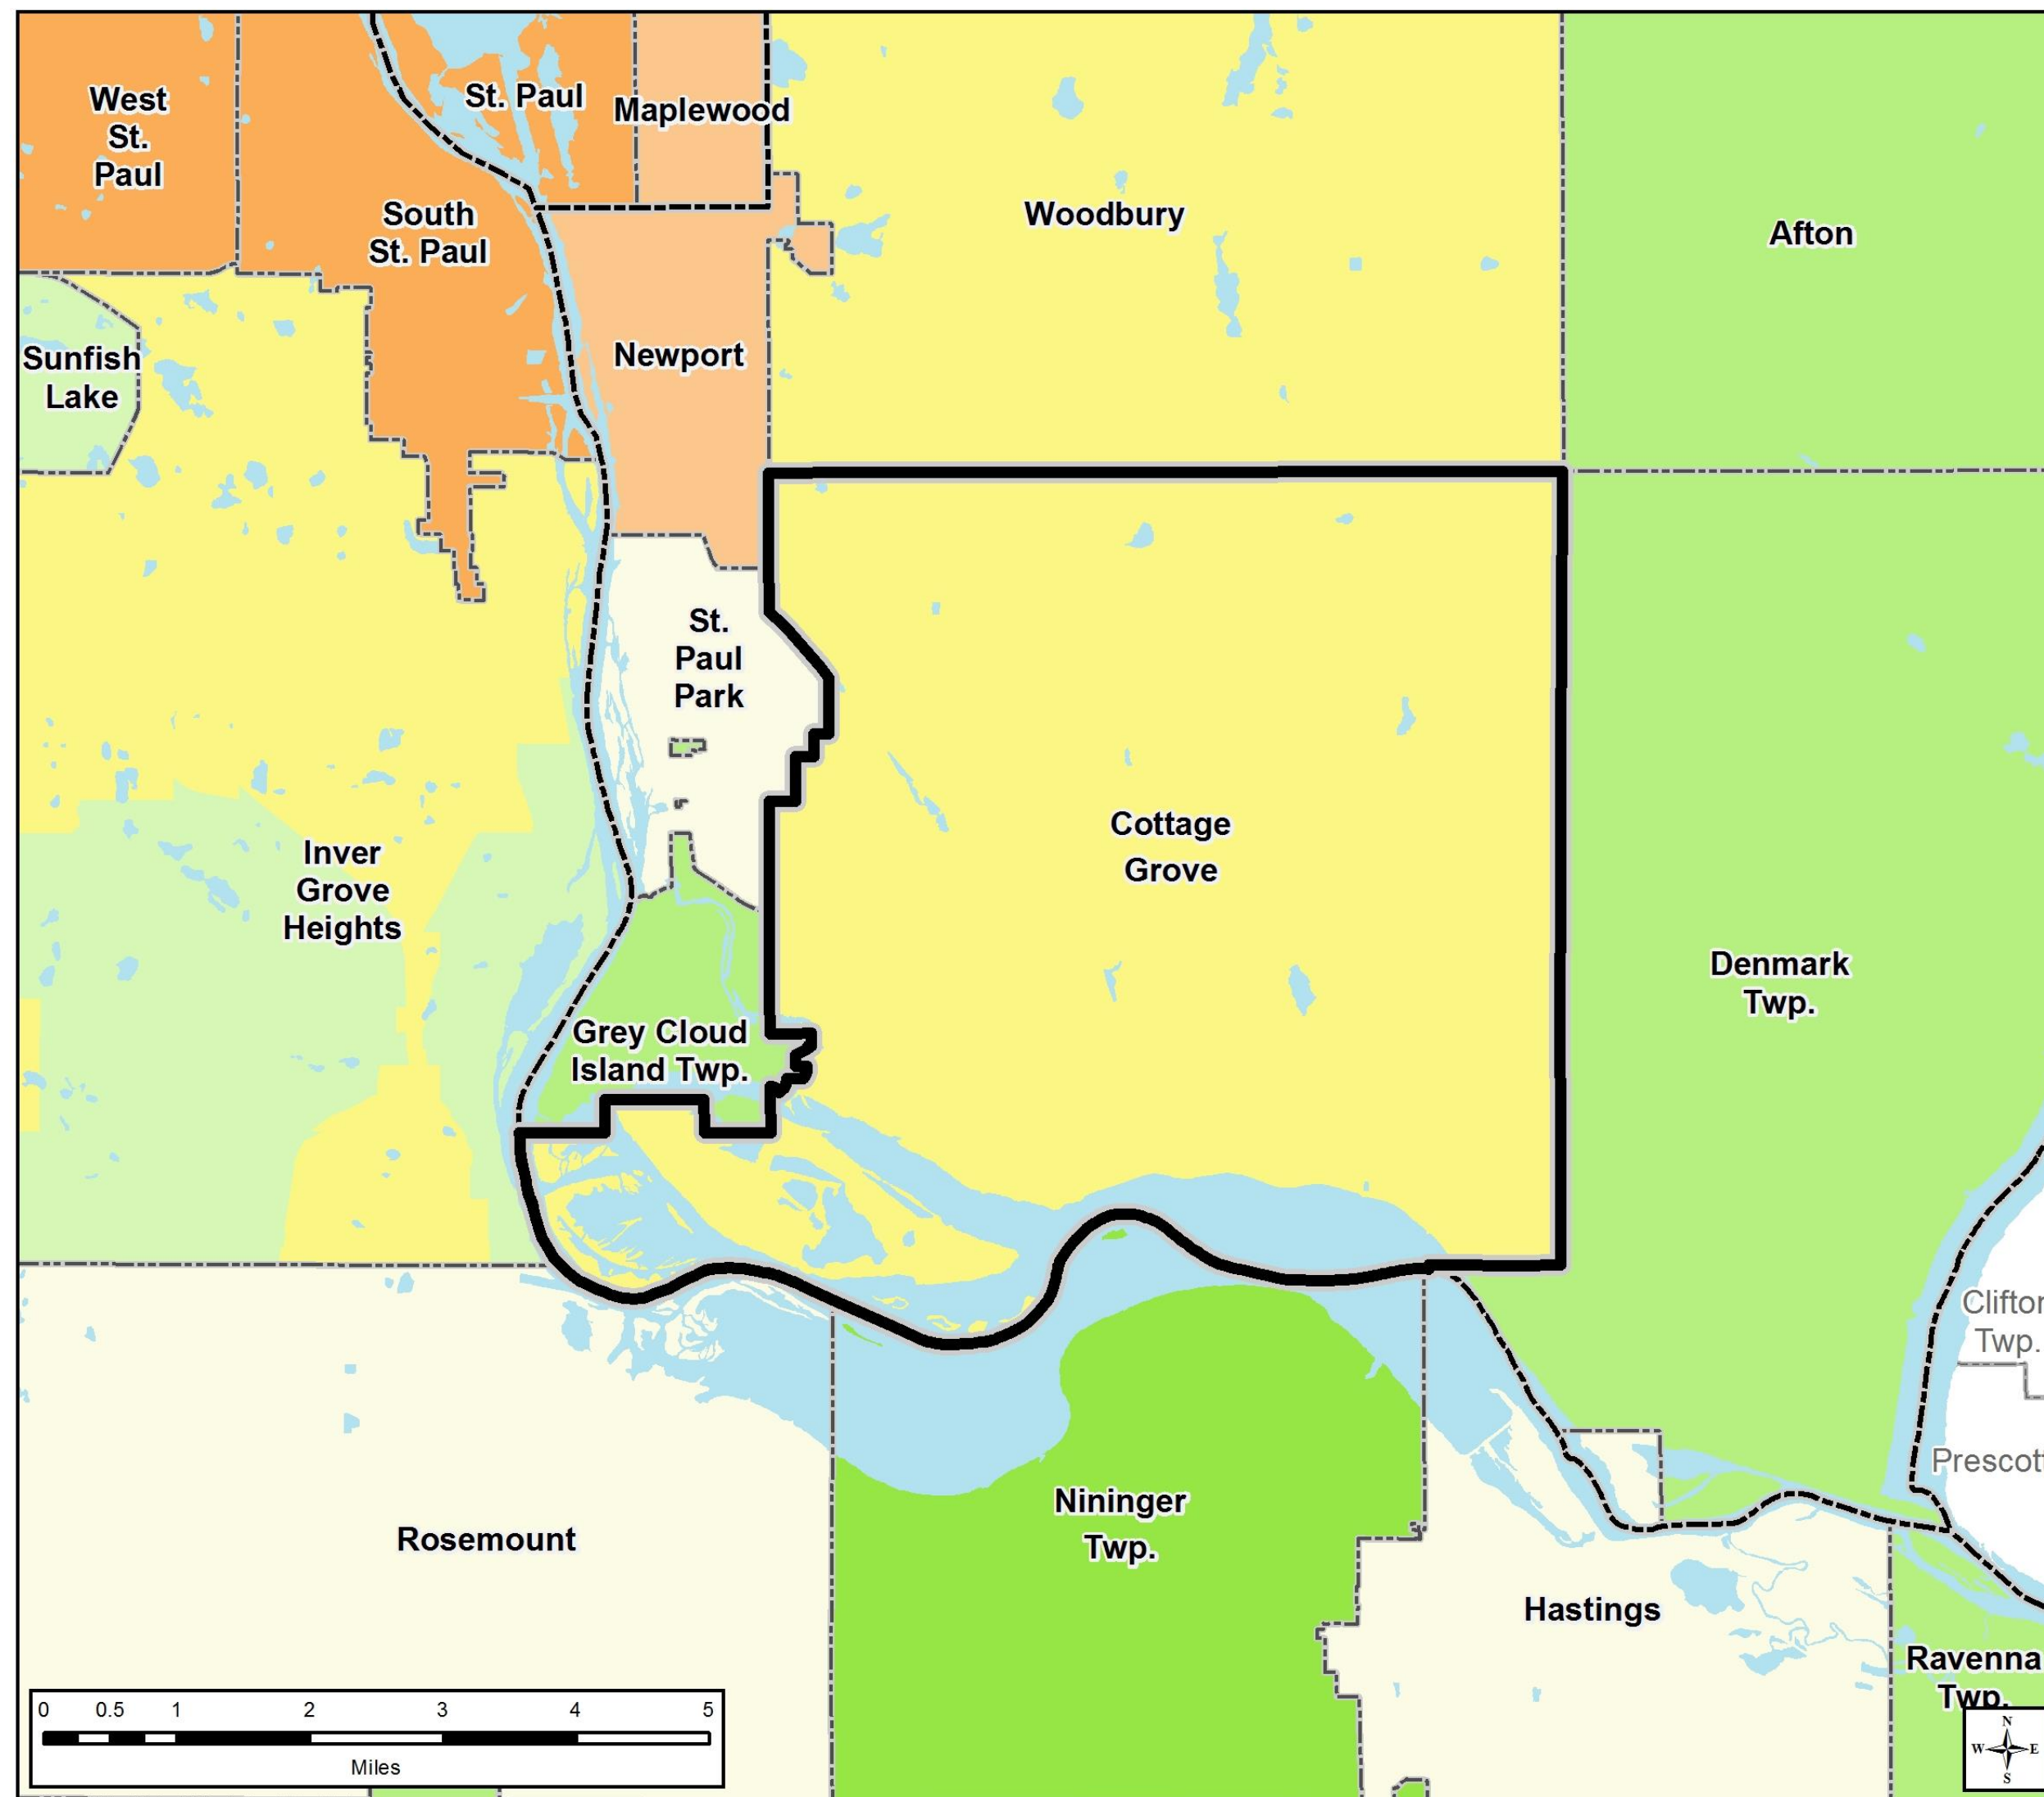 West
St.
Paul
St. Paul
Maplewood
South
St. Paul
Woodbury
Afton
Sunfish
Lake
Newport
St.
Paul
Park
Cottage
Grove
Inver
Grove
Heights
Denmark
Twp.
Grey Cloud
Island Twp.
Clifton
Twp.
Prescott
Nininger
Twp.
Rosemount
Hastings
Ravenna
Twp.
0 0.5 1 2 3 4 5
Miles
N
W E
S